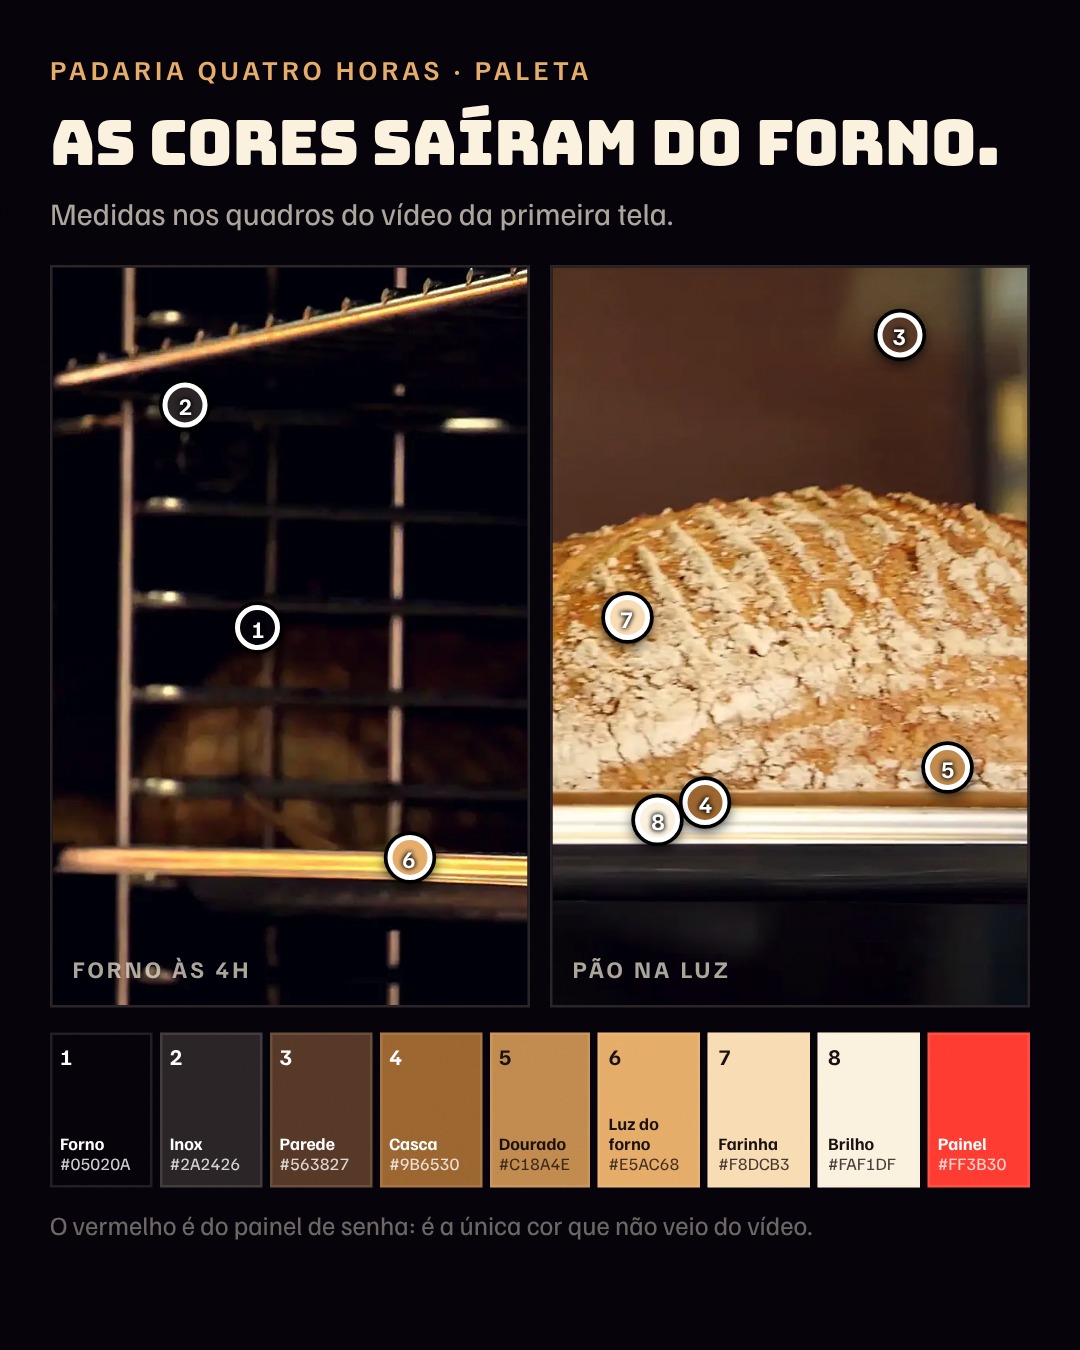 PADARIA QUATRO HORAS · PALETA
AS CORES SAÍRAM DO FORNO.
Medidas nos quadros do vídeo da primeira tela.
2
1
6
FORNO ÀS 4H
3
7
5
4
8
PÃO NA LUZ
1
Forno
#05020A
2
Inox
#2A2426
3
Parede
#563827
4
Casca
#9B6530
5
Dourado
#C18A4E
6
Luz do
forno
#E5AC68
7
Farinha
#F8DCB3
8
Brilho
#FAF1DF
Painel
#FF3B30
O vermelho é do painel de senha: é a única cor que não veio do vídeo.